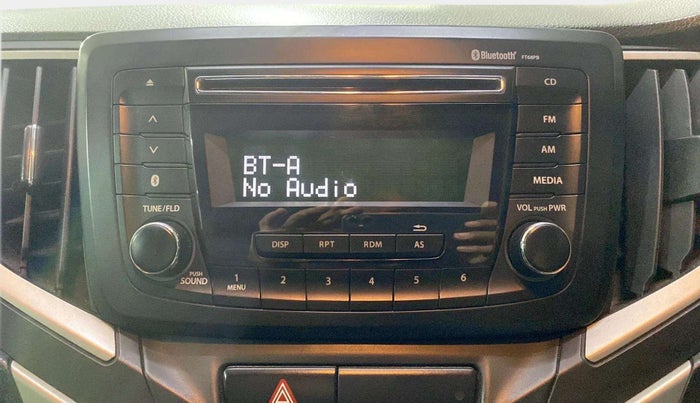 Bluetooth® FT68PB
CD
FM
AM
MEDIA
BT-A
No Audio
TUNE/FLD
VOL PUSH PWR
DISP RPT RDM AS
PUSH
SOUND
1 2 3 4 5 6
MENU